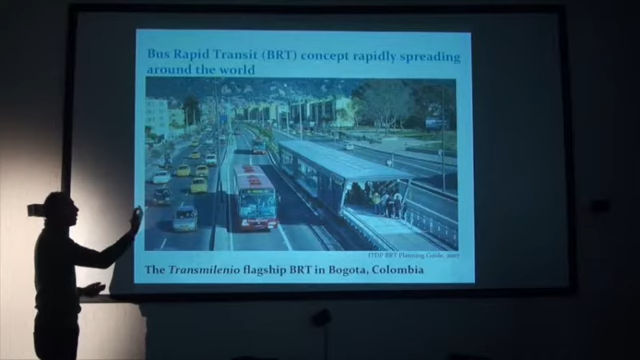 Bus Rapid Transit (BRT) concept rapidly spreading
around the world
ITDP BRT Planning Guide, 2007
The Transmilenio flagship BRT in Bogota, Colombia